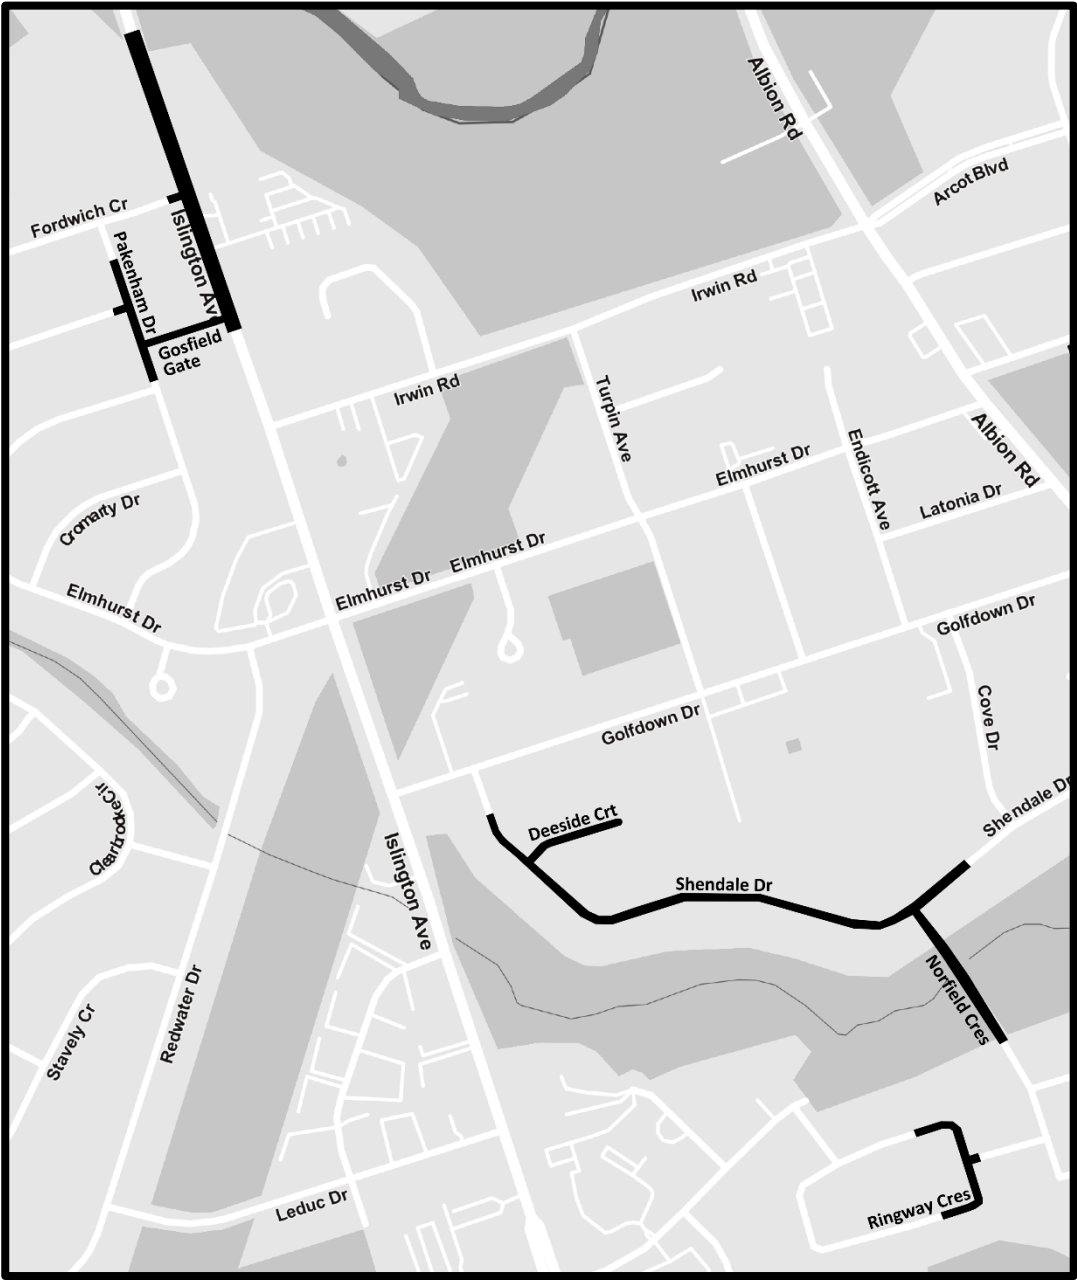 Albion Rd
Arcot Blvd
Fordwich Cr
Islington Av
Pakenham Dr
Irwin Rd
Gosfield
Gate
Irwin Rd
Turpin Ave
Albion Rd
Endicott Ave
Elmhurst Dr
Latonia Dr
Cromarty Dr
Elmhurst Dr
Elmhurst Dr
Elmhurst Dr
Golfdown Dr
Cove Dr
Golfdown Dr
Clearbrooke Cir
Shendale Dr
Deeside Crt
Islington Ave
Shendale Dr
Norfield Cres
Redwater Dr
Stavely Cr
Leduc Dr
Ringway Cres